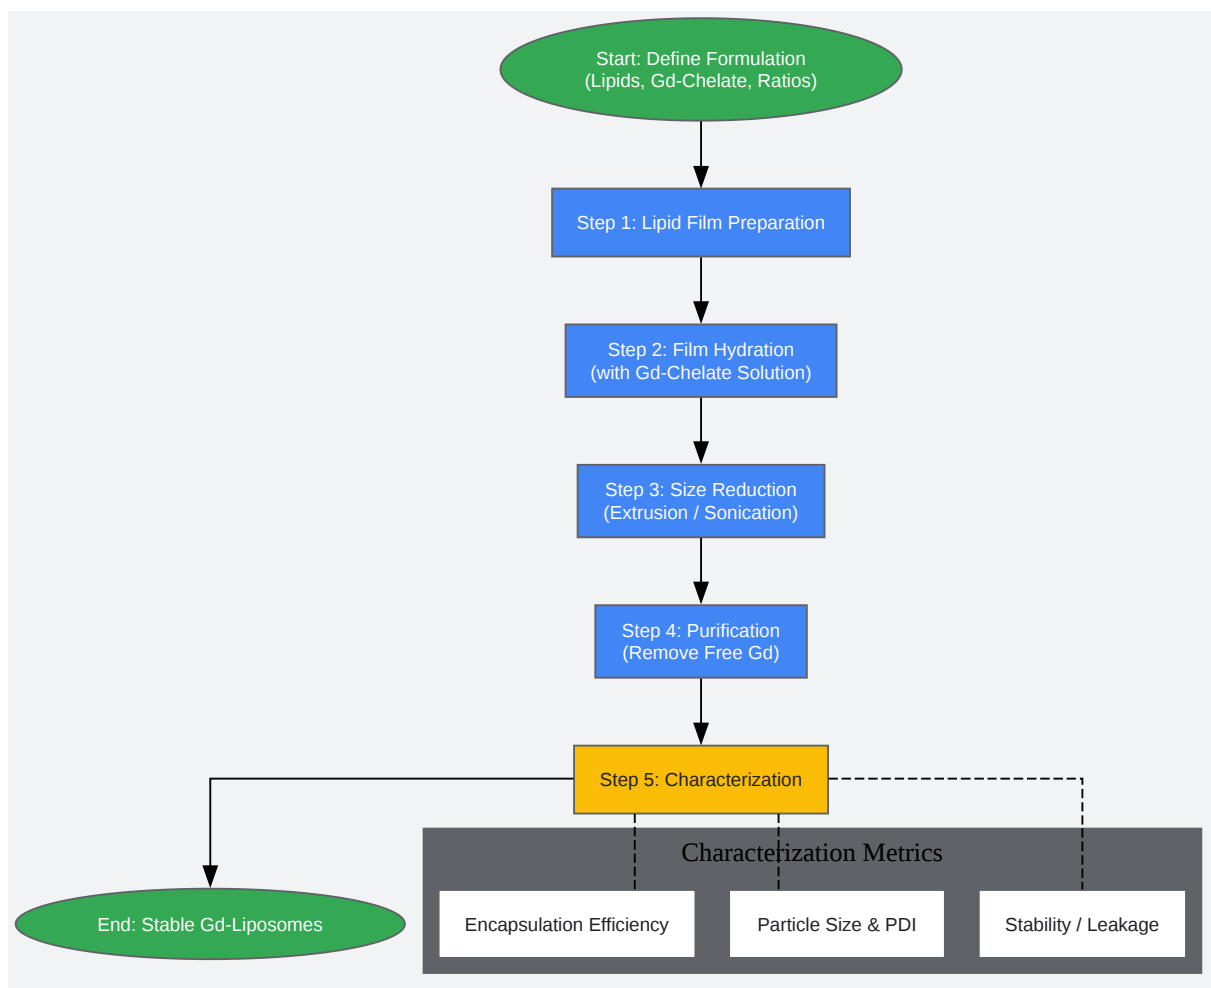 Start: Define Formulation
(Lipids, Gd-Chelate, Ratios)
Step 1: Lipid Film Preparation
Step 2: Film Hydration
(with Gd-Chelate Solution)
Step 3: Size Reduction
(Extrusion / Sonication)
Step 4: Purification
(Remove Free Gd)
Step 5: Characterization
Characterization Metrics
End: Stable Gd-Liposomes
Encapsulation Efficiency
Particle Size & PDI
Stability / Leakage